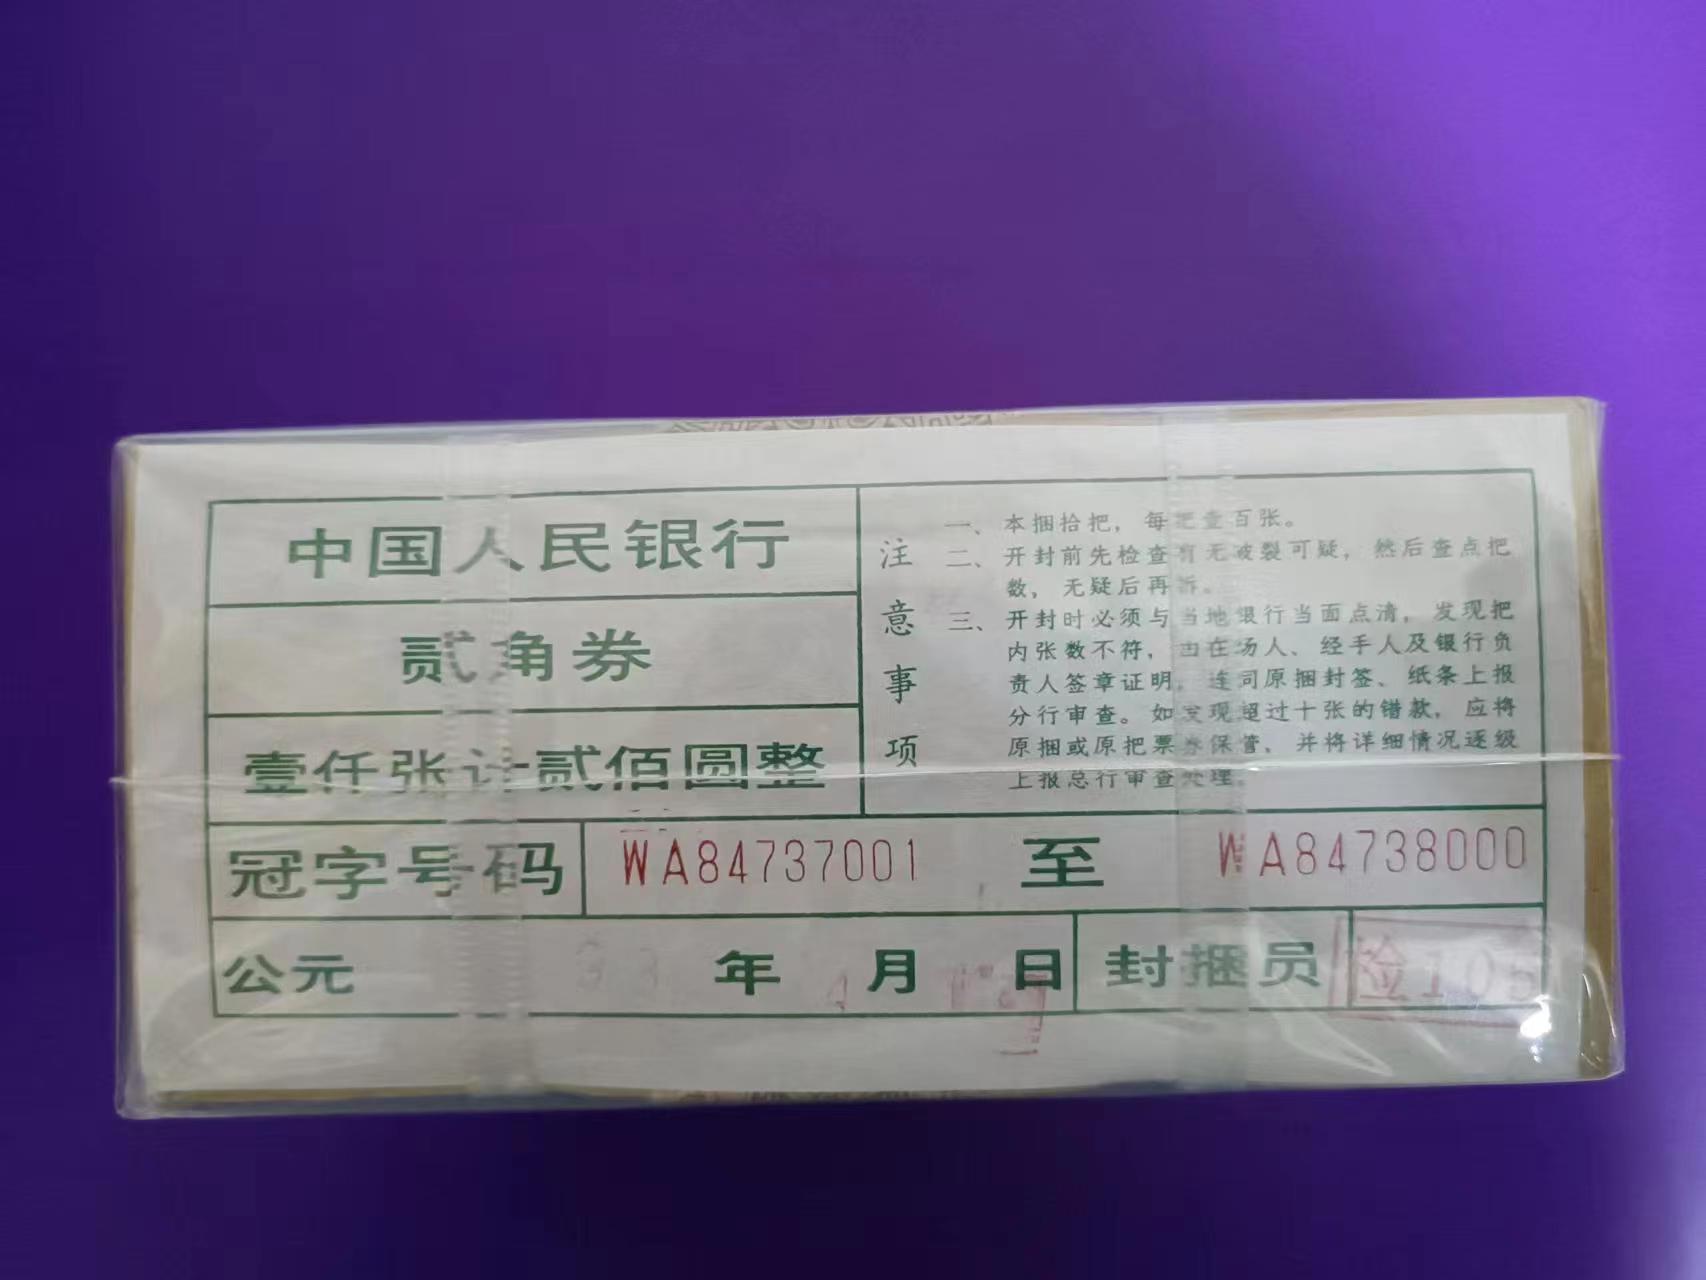 中国人民银行
贰角券
壹仟张计贰佰圆整
注意事项
一、本捆拾把，每把壹百张。
二、开封前先检查有无破裂可疑，然后查点把
数，无疑后再拆。
三、开封时必须与当地银行当面点清，发现把
内张数不符，由在场人、经手人及银行负
责人签章证明，连同原捆封签、纸条上报
分行审查。如发现超过十张的错款，应将
原捆或原把票券保管，并将详细情况逐级
上报总行审查处理。
冠字号码 WA84737001 至 WA84738000
公元 年 4 月 日 封捆员 检105